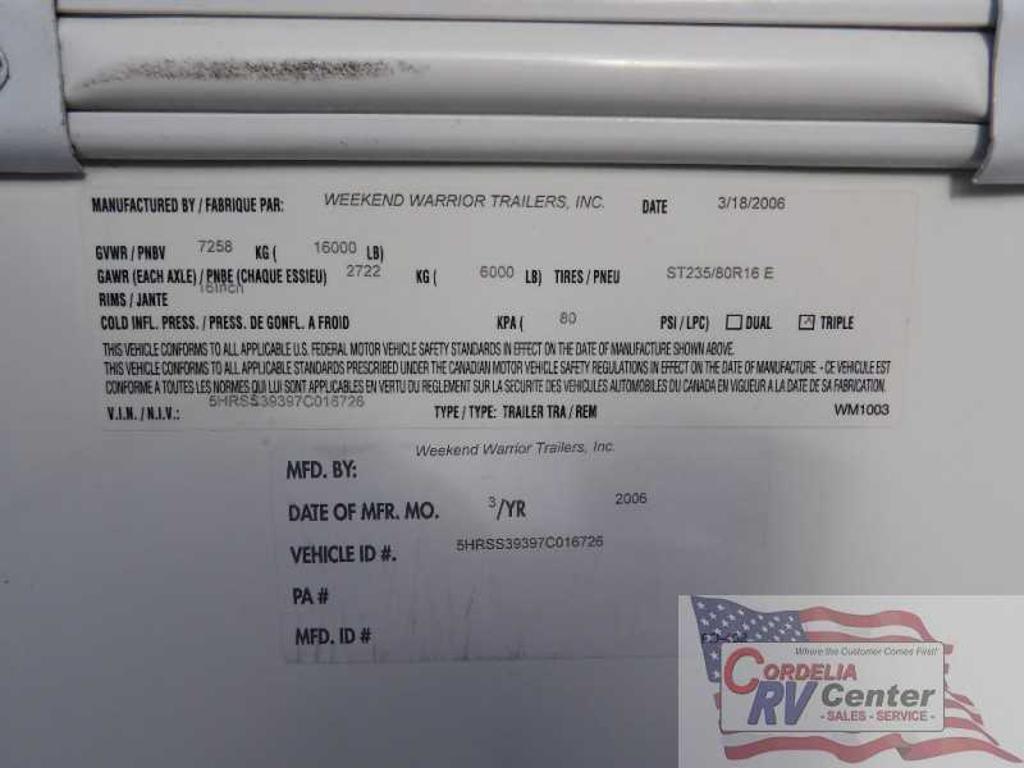 MANUFACTURED BY / FABRIQUE PAR: WEEKEND WARRIOR TRAILERS, INC. DATE 3/18/2006
GVWR / PNBV 7258 KG ( 16000 LB)
GAWR (EACH AXLE) / PNBE (CHAQUE ESSIEU) 2722 KG ( 6000 LB) TIRES / PNEU ST235/80R16 E
RIMS / JANTE 16inch
COLD INFL. PRESS. / PRESS. DE GONFL. A FROID KPA ( 80 PSI / LPC) DUAL TRIPLE
THIS VEHICLE CONFORMS TO ALL APPLICABLE U.S. FEDERAL MOTOR VEHICLE SAFETY STANDARDS IN EFFECT ON THE DATE OF MANUFACTURE SHOWN ABOVE.
THIS VEHICLE CONFORMS TO ALL APPLICABLE STANDARDS PRESCRIBED UNDER THE CANADIAN MOTOR VEHICLE SAFETY REGULATIONS IN EFFECT ON THE DATE OF MANUFACTURE - CE VEHICULE EST
CONFORME A TOUTES LES NORMES QUI LUI SONT APPLICABLES EN VERTU DU REGLEMENT SUR LA SECURITE DES VEHICULES AUTOMOBILES DU CANADA EN VIGUEUR A LA DATE DE SA FABRICATION.
V.I.N. / N.I.V.: 5HRSS39397C016726 TYPE / TYPE: TRAILER TRA / REM WM1003
Weekend Warrior Trailers, Inc.
MFD. BY:
DATE OF MFR. MO. 3/YR 2006
VEHICLE ID #. 5HRSS39397C016726
PA #
MFD. ID #
Where the Customer Comes First!
CORDELIA
RV Center
- SALES - SERVICE -